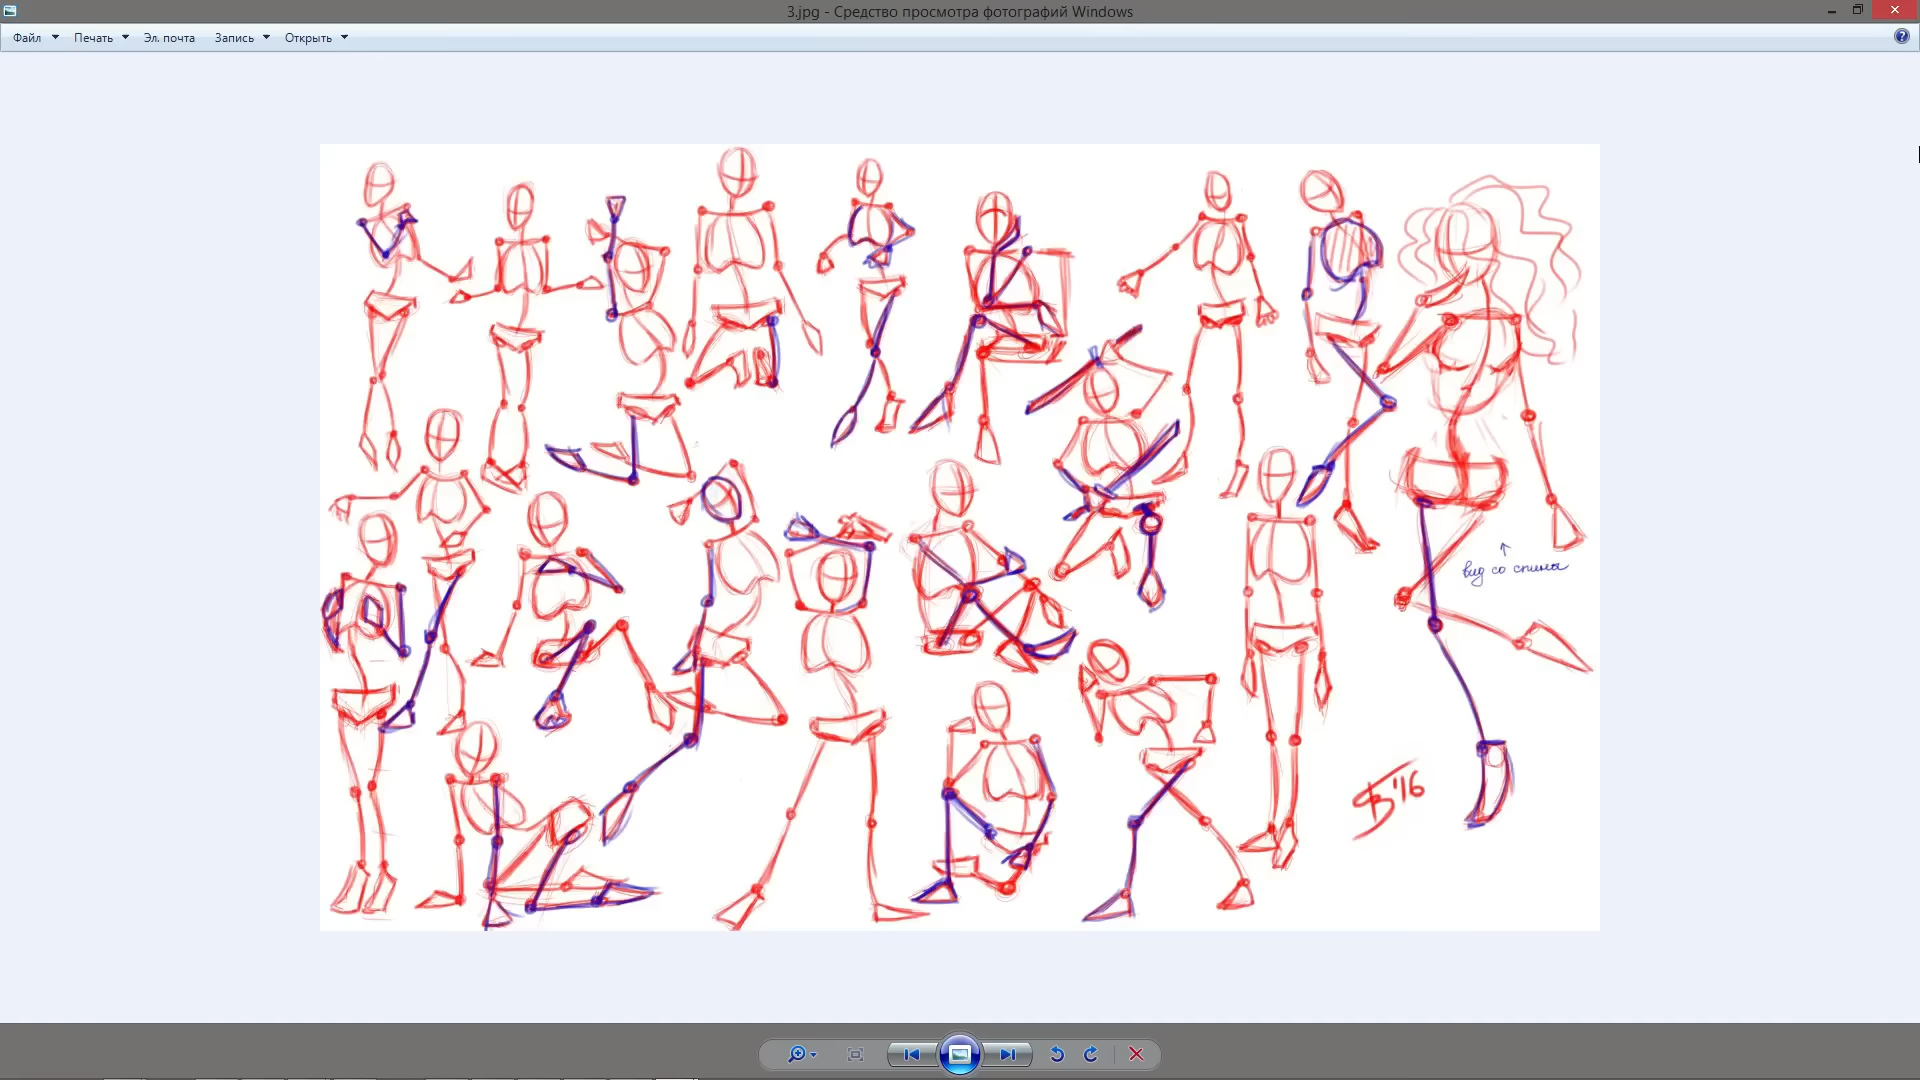 3.jpg - Средство просмотра фотографий Windows
Файл Печать Эл. почта Запись Открыть
?
вид со спины
'16